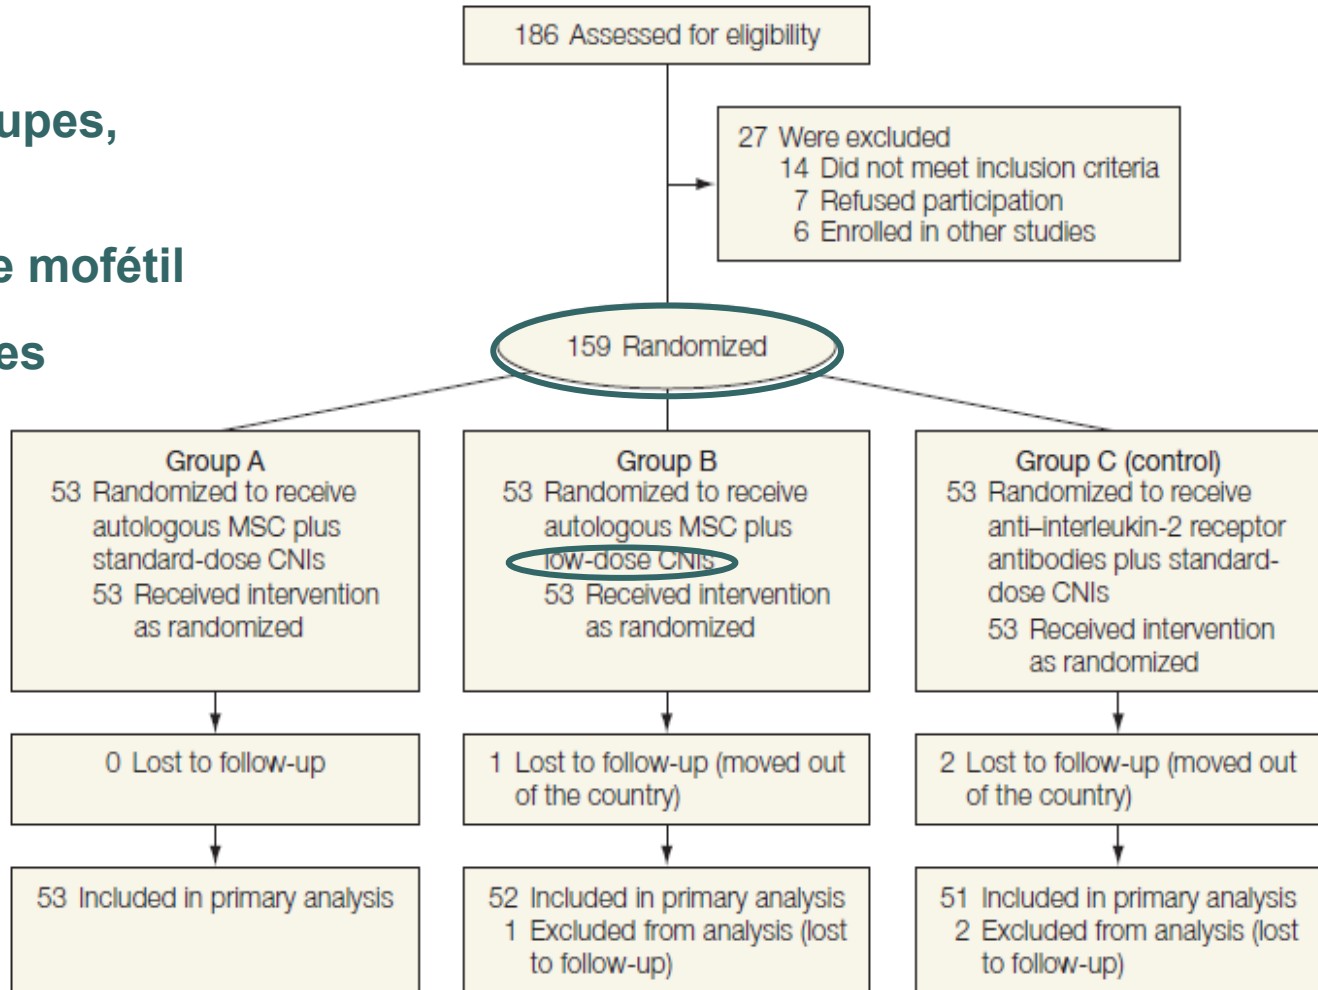 186 Assessed for eligibility
upes,
27 Were excluded
14 Did not meet inclusion criteria
7 Refused participation
6 Enrolled in other studies
e mofétil
es
159 Randomized
Group A
53 Randomized to receive
autologous MSC plus
standard-dose CNIs
53 Received intervention
as randomized
Group B
53 Randomized to receive
autologous MSC plus
low-dose CNIs
53 Received intervention
as randomized
Group C (control)
53 Randomized to receive
anti–interleukin-2 receptor
antibodies plus standard-
dose CNIs
53 Received intervention
as randomized
0 Lost to follow-up
1 Lost to follow-up (moved out
of the country)
2 Lost to follow-up (moved out
of the country)
53 Included in primary analysis
52 Included in primary analysis
1 Excluded from analysis (lost
to follow-up)
51 Included in primary analysis
2 Excluded from analysis (lost
to follow-up)